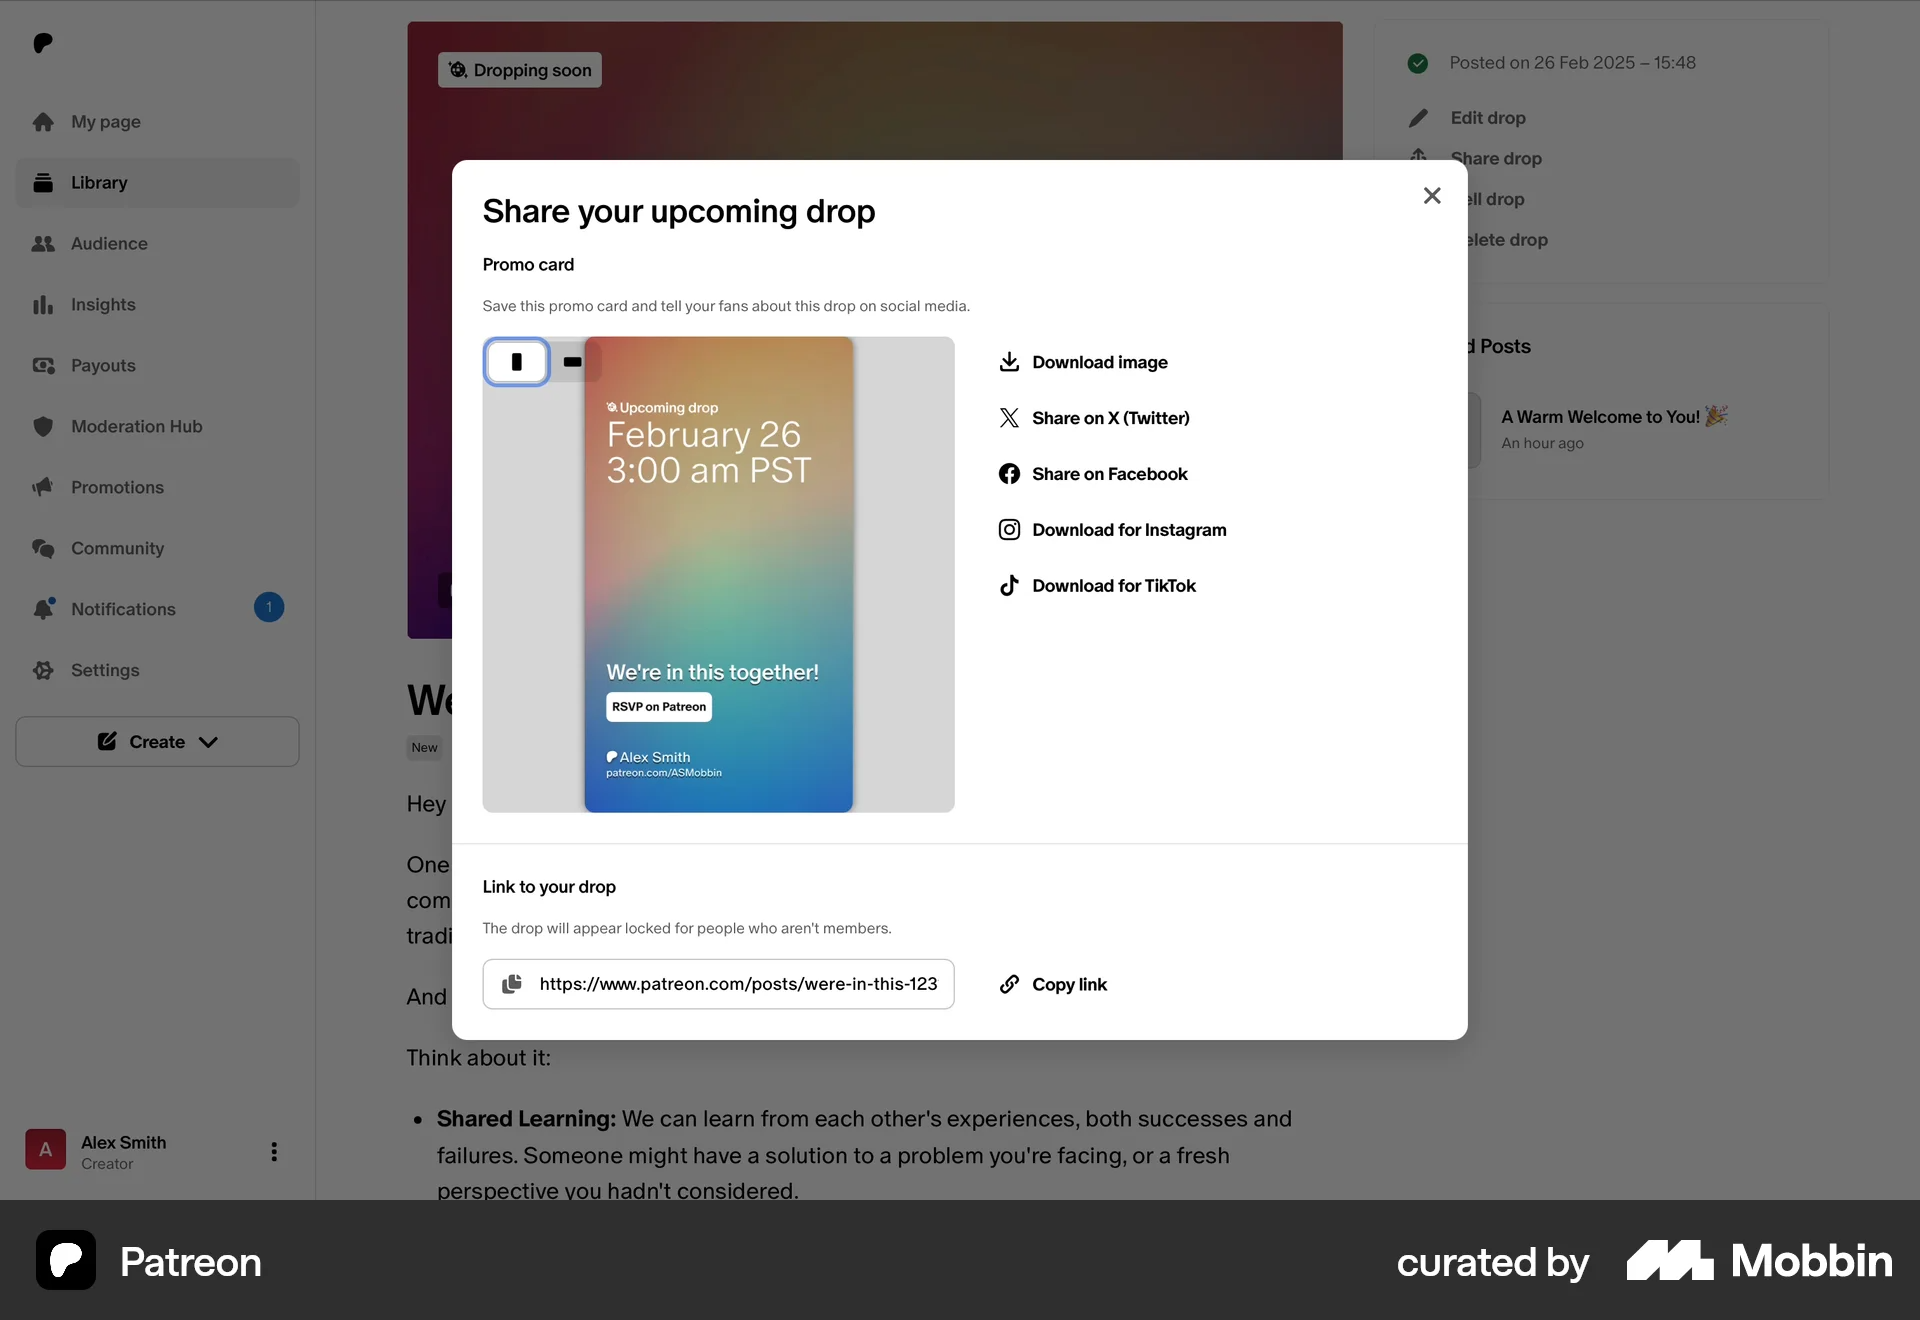 My page
Library
Audience
Insights
Payouts
Moderation Hub
Promotions
Community
Notifications
1
Settings
Create
A
Alex Smith
Creator
Dropping soon
We
New
Hey
One
com
tradi
And
Think about it:
Shared Learning: We can learn from each other's experiences, both successes and
failures. Someone might have a solution to a problem you're facing, or a fresh
perspective you hadn't considered.
Posted on 26 Feb 2025 – 15:48
Edit drop
Share drop
ell drop
elete drop
d Posts
A Warm Welcome to You! 🎉
An hour ago
Share your upcoming drop
Promo card
Save this promo card and tell your fans about this drop on social media.
Upcoming drop
February 26
3:00 am PST
We're in this together!
RSVP on Patreon
Alex Smith
patreon.com/ASMobbin
Download image
Share on X (Twitter)
Share on Facebook
Download for Instagram
Download for TikTok
Link to your drop
The drop will appear locked for people who aren't members.
https://www.patreon.com/posts/were-in-this-123
Copy link
Patreon
curated by
Mobbin